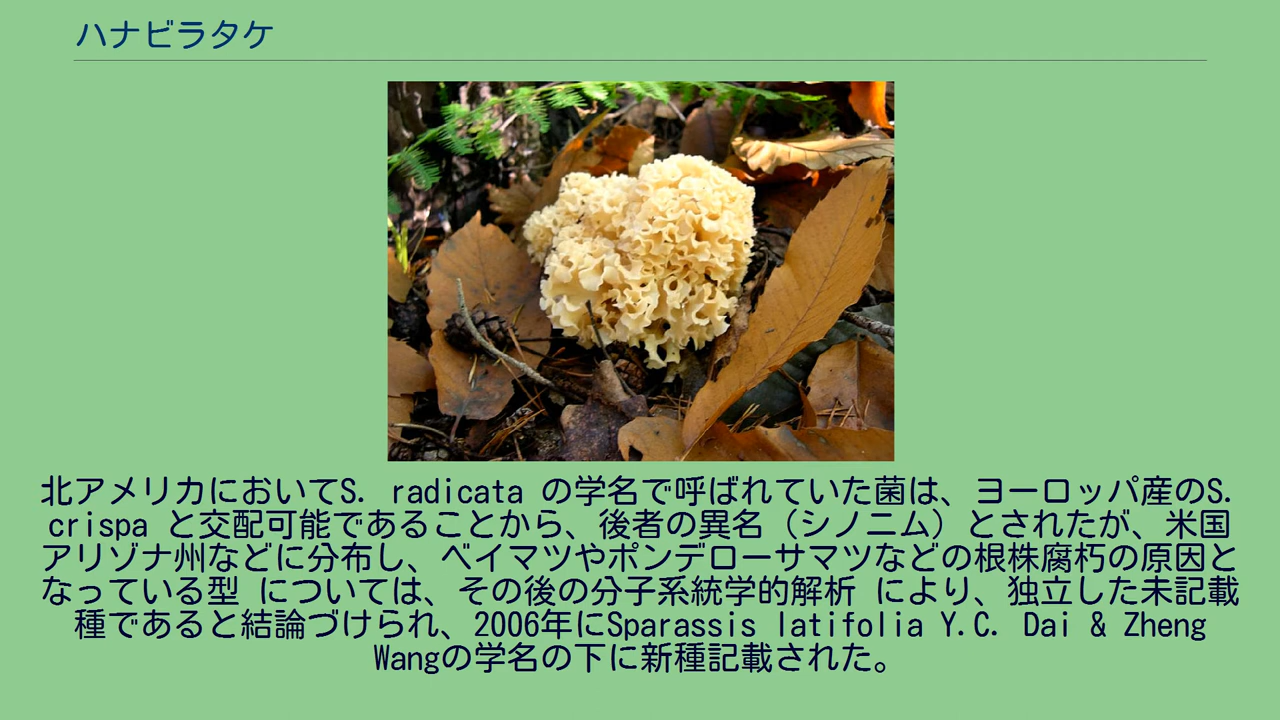 ハナビラタケ
北アメリカにおいてS. radicata の学名で呼ばれていた菌は、ヨーロッパ産のS.
crispa と交配可能であることから、後者の異名（シノニム）とされたが、米国
アリゾナ州などに分布し、ベイマツやポンデローサマツなどの根株腐朽の原因と
なっている型 については、その後の分子系統学的解析 により、独立した未記載
種であると結論づけられ、2006年にSparassis latifolia Y.C. Dai & Zheng
Wangの学名の下に新種記載された。